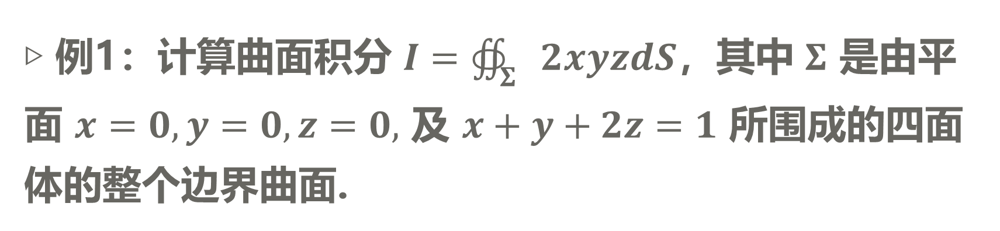 ▷ 例1：计算曲面积分 I = ∯_Σ 2xyzdS，其中 Σ 是由平
面 x = 0, y = 0, z = 0, 及 x + y + 2z = 1 所围成的四面
体的整个边界曲面.